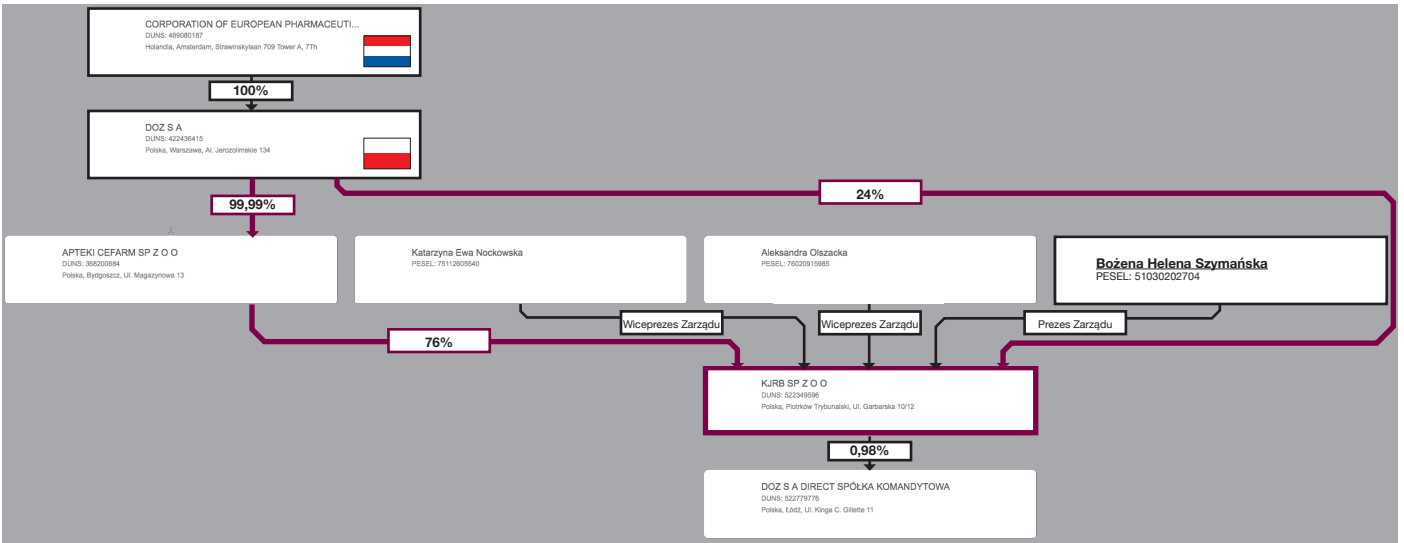 CORPORATION OF EUROPEAN PHARMACEUTI...
DUNS: 489080187
Holandia, Amsterdam, Strawinskylaan 709 Tower A, 7Th
100%
DOZ S A
DUNS: 422436415
Polska, Warszawa, Al. Jerozolimskie 134
24%
99,99%
APTEKI CEFARM SP Z O O
DUNS: 368200684
Polska, Bydgoszcz, Ul. Magazynowa 13
Katarzyna Ewa Nockowska
PESEL: 75112605540
Aleksandra Olszacka
PESEL: 76020915985
Bożena Helena Szymańska
PESEL: 51030202704
Wiceprezes Zarządu
Wiceprezes Zarządu
Prezes Zarządu
76%
KJRB SP Z O O
DUNS: 522349596
Polska, Piotrków Trybunalski, Ul. Garbarska 10/12
0,98%
DOZ S A DIRECT SPÓŁKA KOMANDYTOWA
DUNS: 522779776
Polska, Łódź, Ul. Kinga C. Gillette 11